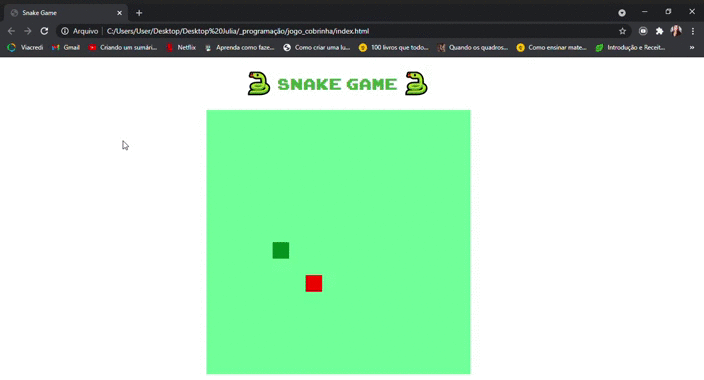 Snake Game
Arquivo C:/Users/User/Desktop/Desktop%20Julia/_programação/jogo_cobrinha/index.html
Viacredi Gmail Criando um sumári... Netflix Aprenda como faze... Como criar uma lu... 100 livros que todo... Quando os quadros... Como ensinar mate... Introdução e Receit... »
SNAKE GAME